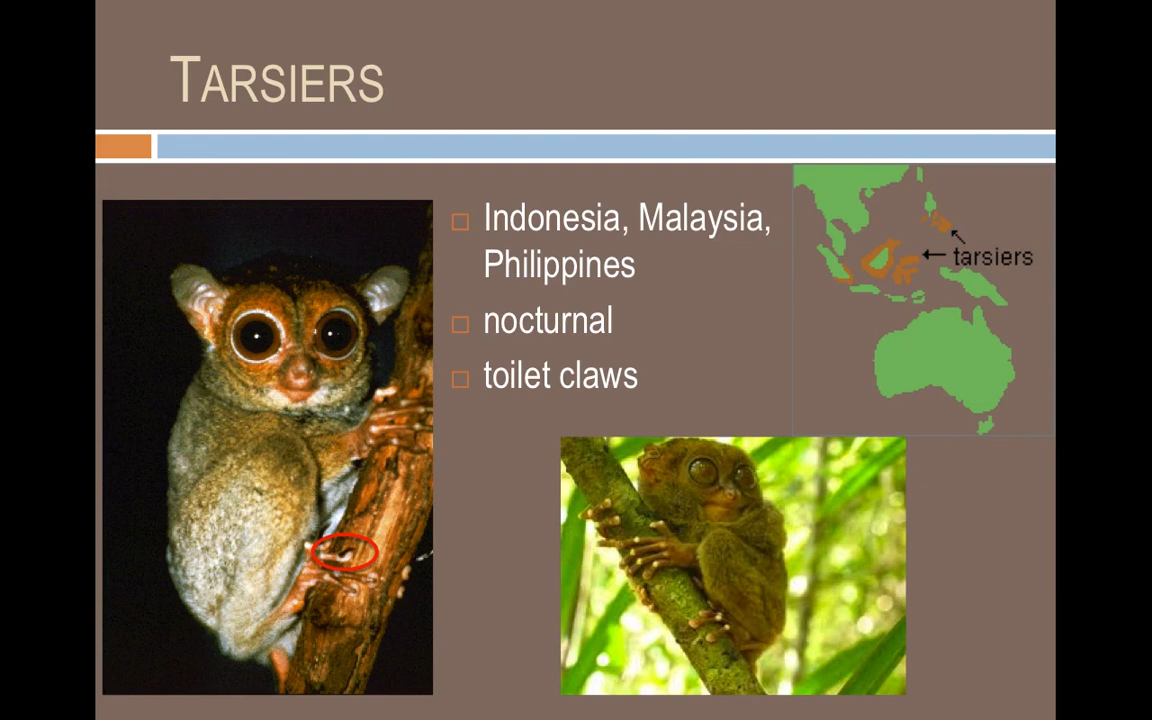 TARSIERS
Indonesia, Malaysia,
Philippines
nocturnal
toilet claws
tarsiers